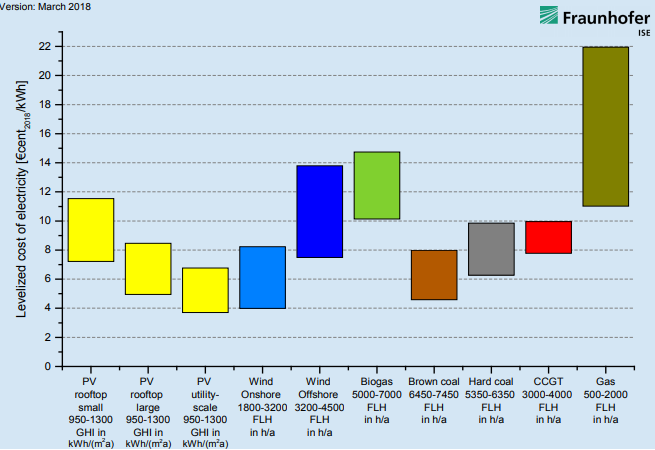 Version: March 2018
Fraunhofer
ISE
Levelized cost of electricity [€cent2018/kWh]
22
20
18
16
14
12
10
8
6
4
2
0
PV
rooftop
small
950-1300
GHI in
kWh/(m²a)
PV
rooftop
large
950-1300
GHI in
kWh/(m²a)
PV
utility-
scale
950-1300
GHI in
kWh/(m²a)
Wind
Onshore
1800-3200
FLH
in h/a
Wind
Offshore
3200-4500
FLH
in h/a
Biogas
5000-7000
FLH
in h/a
Brown coal
6450-7450
FLH
in h/a
Hard coal
5350-6350
FLH
in h/a
CCGT
3000-4000
FLH
in h/a
Gas
500-2000
FLH
in h/a